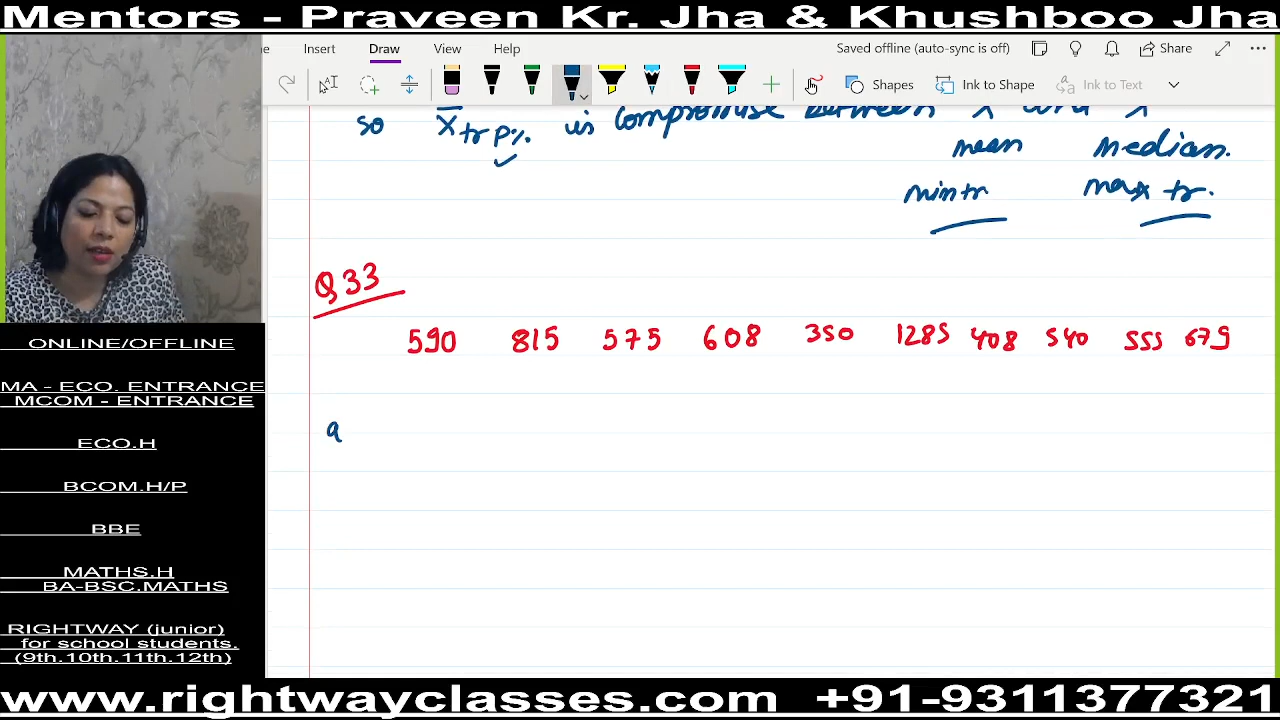 Mentors - Praveen Kr. Jha & Khushboo Jha
Insert Draw View Help Saved offline (auto-sync is off) Share
Shapes Ink to Shape Ink to Text
so x̄ tr p% is compromise between x̄ and x̃
mean median.
min tr max tr.
Q33
590 815 575 608 350 1285 408 540 555 679
a
ONLINE/OFFLINE
MA - ECO. ENTRANCE
MCOM - ENTRANCE
ECO.H
BCOM.H/P
BBE
MATHS.H
BA-BSC.MATHS
RIGHTWAY (junior)
for school students.
(9th.10th.11th.12th)
www.rightwayclasses.com +91-9311377321